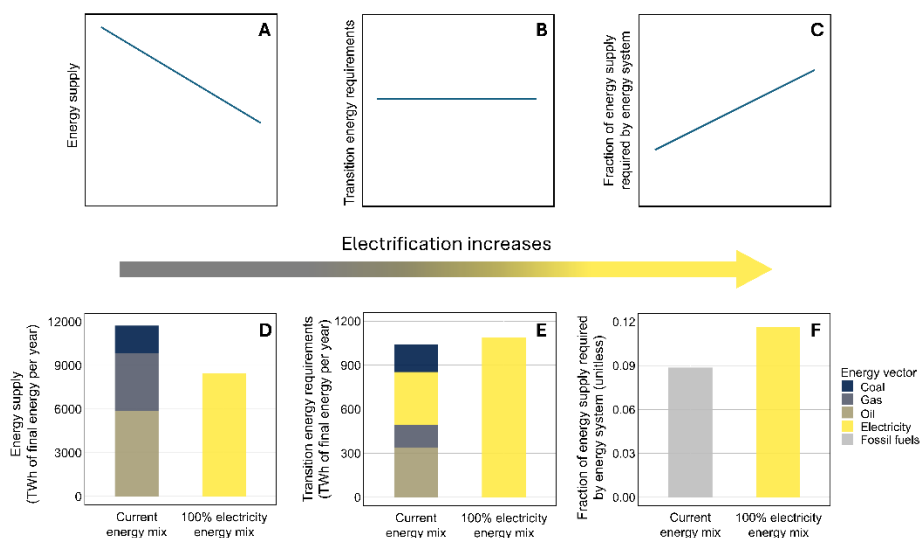 A
Energy supply
B
Transition energy requirements
C
Fraction of energy supply
required by energy system
Electrification increases
D
Energy supply
(TWh of final energy per year)
12000
9000
6000
3000
0
Current
energy mix
100% electricity
energy mix
E
Transition energy requirements
(TWh of final energy per year)
1200
900
600
300
0
Current
energy mix
100% electricity
energy mix
F
Fraction of energy supply required
by energy system (unitless)
0.12
0.09
0.06
0.03
0.00
Current
energy mix
100% electricity
energy mix
Energy vector
Coal
Gas
Oil
Electricity
Fossil fuels